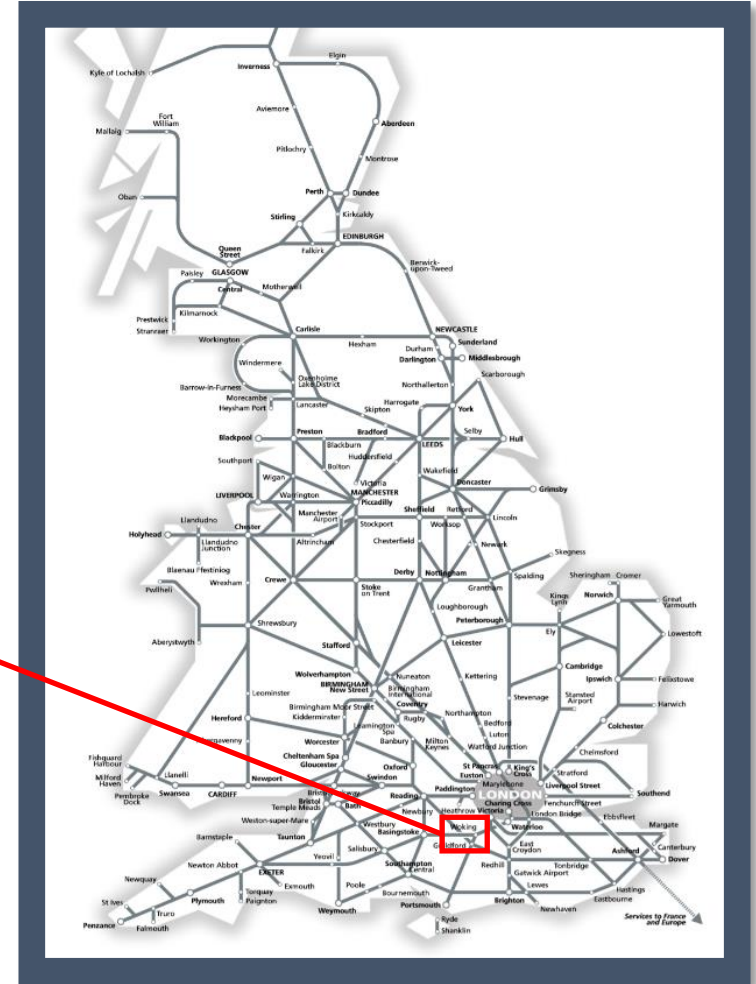 Elgin
Inverness
Kyle of Lochalsh
Aviemore
Fort
William
Aberdeen
Mallaig
Pitlochry
Montrose
Perth
Dundee
Oban
Stirling
Kirkcaldy
EDINBURGH
Queen
Street
Falkirk
Berwick-
upon-Tweed
Paisley
GLASGOW
Central
Motherwell
Prestwick
Kilmarnock
Stranraer
Carlisle
NEWCASTLE
Workington
Hexham
Durham
Sunderland
Darlington
Middlesbrough
Windermere
Scarborough
Oxenholme
Lake District
Northallerton
Barrow-in-Furness
Morecambe
Heysham Port
Lancaster
Harrogate
Skipton
York
Blackpool
Preston
Bradford
Selby
Blackburn
LEEDS
Hull
Huddersfield
Southport
Bolton
Wakefield
Wigan
Victoria
Doncaster
LIVERPOOL
Warrington
MANCHESTER
Piccadilly
Grimsby
Manchester
Airport
Sheffield
Retford
Llandudno
Stockport
Worksop
Lincoln
Holyhead
Chester
Llandudno
Junction
Altrincham
Chesterfield
Newark
Skegness
Blaenau Ffestiniog
Derby
Nottingham
Wrexham
Crewe
Stoke
on Trent
Spalding
Sheringham
Cromer
Pwllheli
Grantham
Kings
Lynn
Norwich
Great
Yarmouth
Loughborough
Peterborough
Shrewsbury
Ely
Aberystwyth
Stafford
Leicester
Lowestoft
Cambridge
Wolverhampton
Nuneaton
Kettering
Ipswich
Felixstowe
BIRMINGHAM
New Street
Birmingham
International
Leominster
Stevenage
Stansted
Airport
Harwich
Birmingham Moor Street
Coventry
Kidderminster
Rugby
Northampton
Hereford
Leamington
Spa
Bedford
Colchester
Worcester
Banbury
Milton
Keynes
Luton
Watford Junction
Chelmsford
Fishguard
Harbour
Cheltenham Spa
Gloucester
Oxford
St Pancras
King's
Cross
Euston
Stratford
Milford
Haven
Llanelli
Newport
Swindon
Marylebone
Liverpool Street
Pembroke
Dock
Swansea
CARDIFF
Reading
Paddington
LONDON
Southend
Bristol
Temple Meads
Bath
Newbury
Heathrow
Victoria
Charing Cross
Fenchurch Street
London Bridge
Ebbsfleet
Weston-super-Mare
Westbury
Basingstoke
Woking
Waterloo
Margate
Barnstaple
Taunton
Guildford
East
Croydon
Canterbury
Yeovil
Salisbury
Redhill
Tonbridge
Ashford
Dover
Newton Abbot
EXETER
Southampton
Central
Gatwick Airport
Newquay
Exmouth
Poole
Lewes
Hastings
Torquay
Paignton
Bournemouth
Eastbourne
St Ives
Plymouth
Weymouth
Portsmouth
Brighton
Newhaven
Truro
Penzance
Falmouth
Ryde
Shanklin
Services to France
and Europe